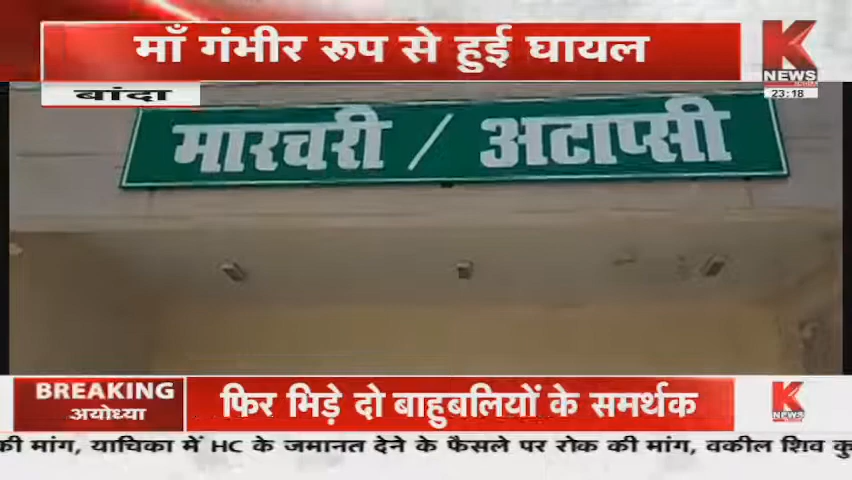 माँ गंभीर रूप से हुई घायल
K NEWS
23:18
बांदा
मारचरी / अटाप्सी
BREAKING
अयोध्या
फिर भिड़े दो बाहुबलियों के समर्थक
K NEWS
की मांग, याचिका में HC के जमानत देने के फैसले पर रोक की मांग, वकील शिव कु